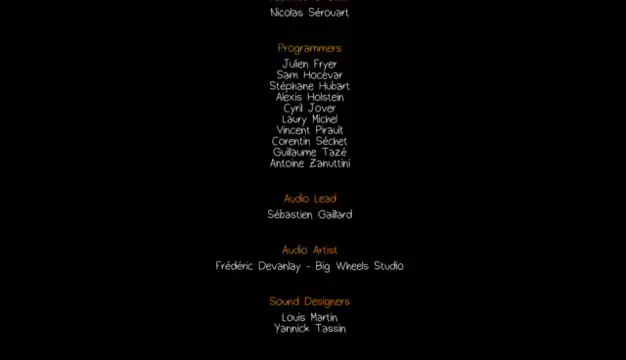 Nicolas Sérouart
Programmers
Julien Fryer
Sam Hocevar
Stéphane Hubart
Alexis Holstein
Cyril Jover
Laury Michel
Vincent Pirault
Corentin Séchet
Guillaume Tazé
Antoine Zanuttini
Audio Lead
Sébastien Gaillard
Audio Artist
Frédéric Devanlay - Big Wheels Studio
Sound Designers
Louis Martin
Yannick Tassin